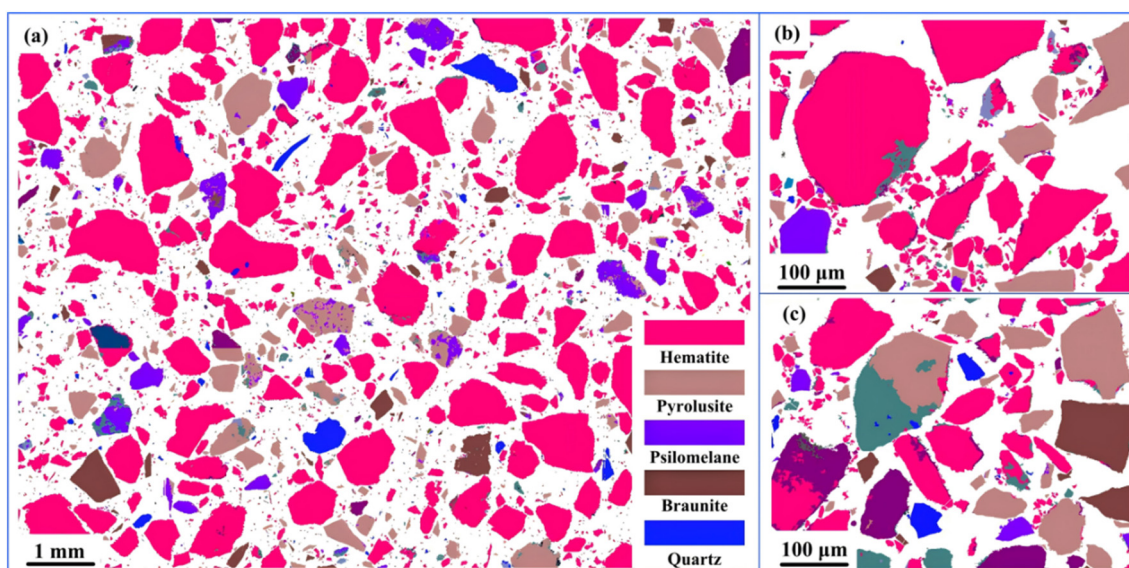 (a)
Hematite
Pyrolusite
Psilomelane
Braunite
Quartz
1 mm
(b)
100 μm
(c)
100 μm